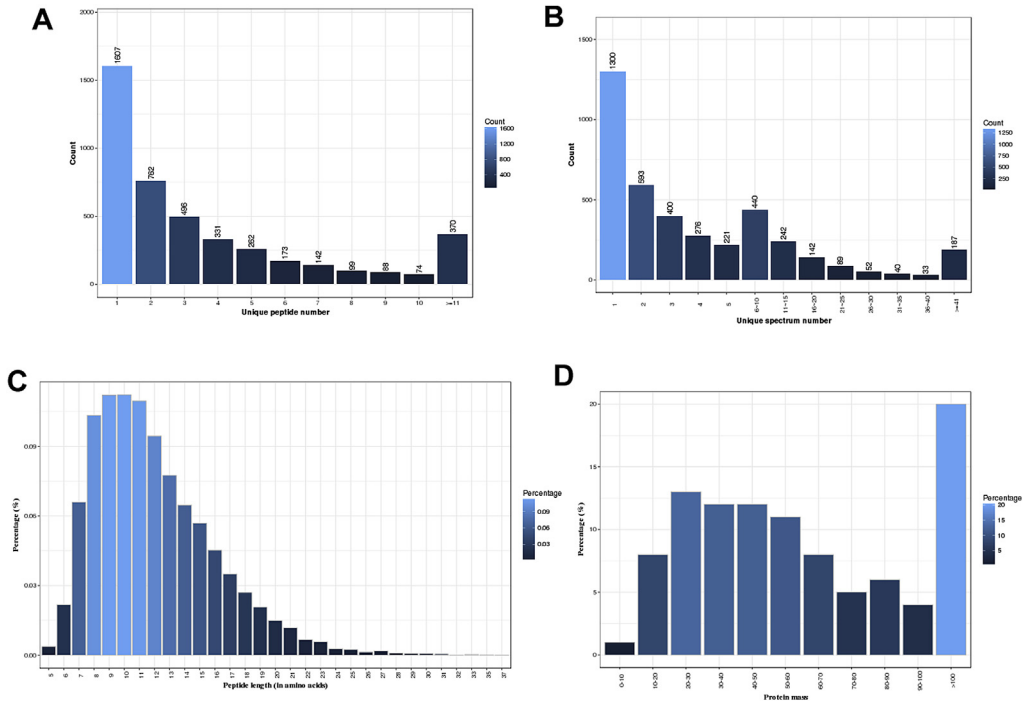 A
2000
1500
1000
500
0
Count
1607
762
496
331
262
173
142
99
88
74
370
1 2 3 4 5 6 7 8 9 10 >=11
Unique peptide number
Count
1600
1200
800
400
B
1500
1000
500
0
Count
1300
593
400
276
221
440
242
142
89
52
40
33
187
1 2 3 4 5 6~10 11~15 16~20 21~25 26~30 31~35 36~40 >=41
Unique spectrum number
Count
1250
1000
750
500
250
C
0.09
0.06
0.03
0.00
Percentage (%)
5 6 7 8 9 10 11 12 13 14 15 16 17 18 19 20 21 22 23 24 25 26 27 28 29 30 31 32 33 35 37
Peptide length (in amino acids)
Percentage
0.09
0.06
0.03
D
20
15
10
5
0
Percentage (%)
0-10 10-20 20-30 30-40 40-50 50-60 60-70 70-80 80-90 90-100 >100
Protein mass
Percentage
20
15
10
5